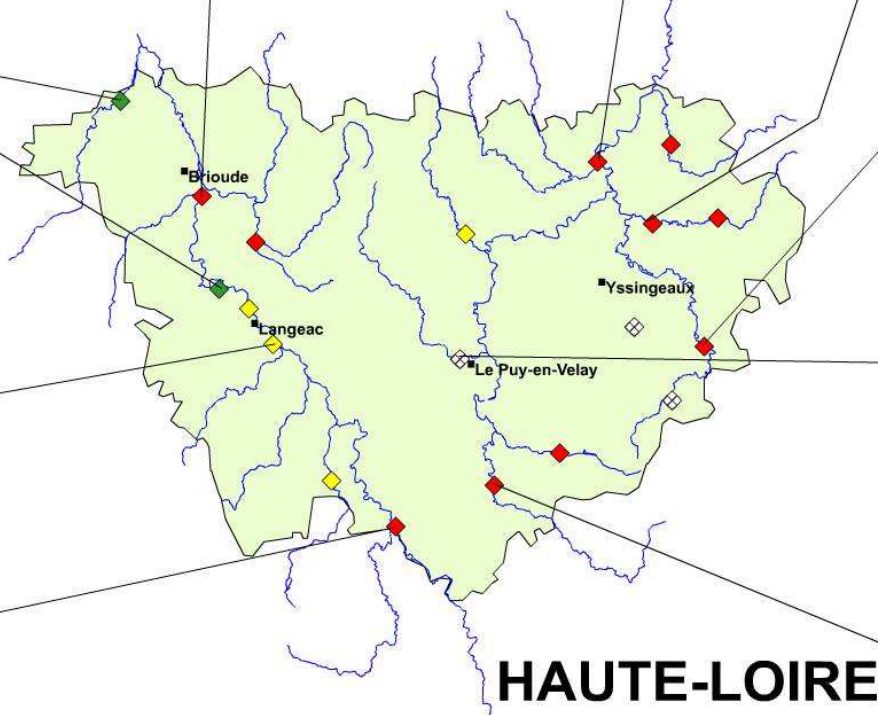 Brioude
Yssingeaux
Langeac
Le Puy-en-Velay
HAUTE-LOIRE